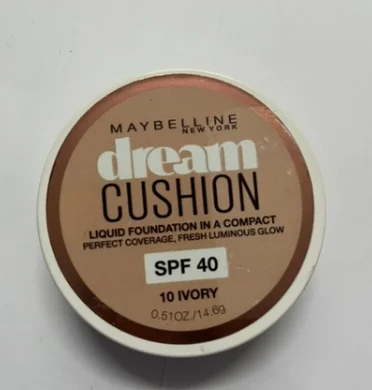 MAYBELLINE
NEW YORK
dream
CUSHION
LIQUID FOUNDATION IN A COMPACT
PERFECT COVERAGE, FRESH LUMINOUS GLOW
SPF 40
10 IVORY
0.51OZ./14.6g